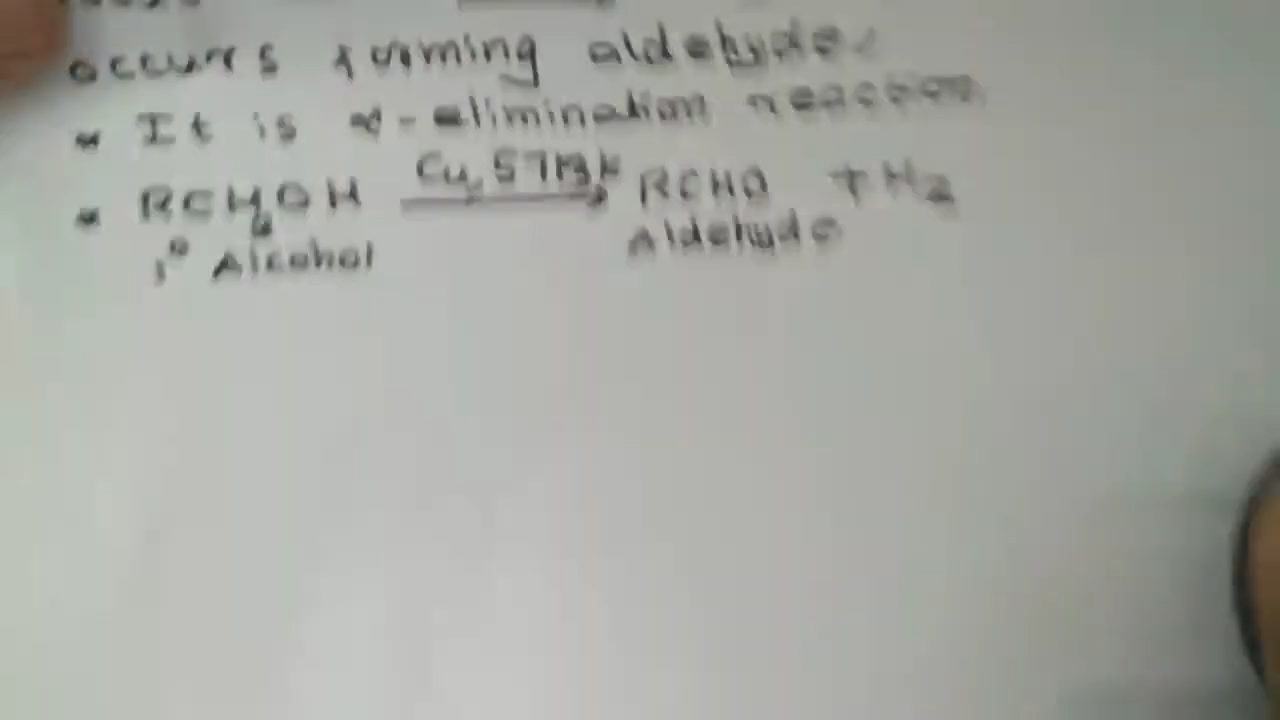 occurs forming aldehyde.
* It is α-elimination reaction
* RCH₂OH Cu, 573K → RCHO + H₂
1° Alcohol Aldehyde